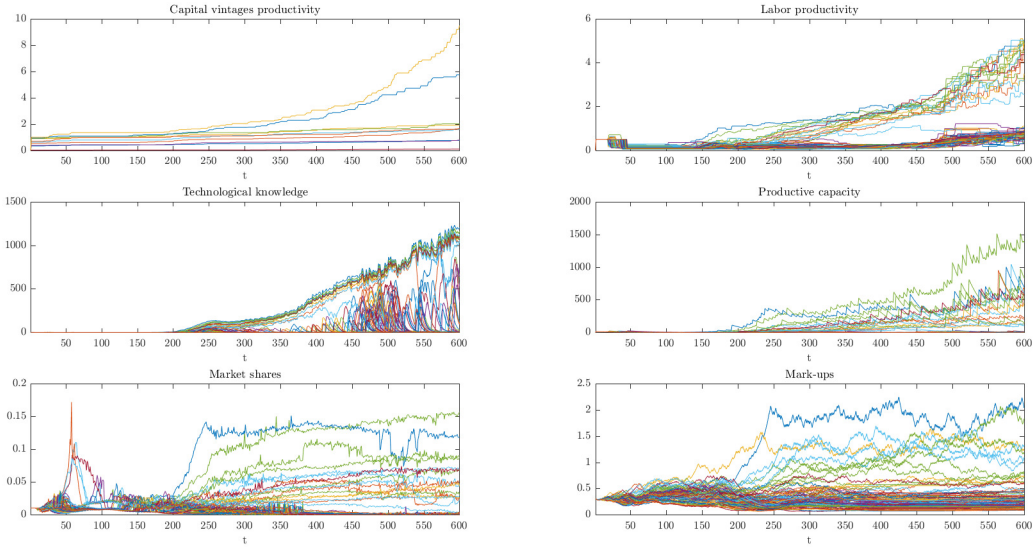 Capital vintages productivity
10
8
6
4
2
0
50 100 150 200 250 300 350 400 450 500 550 600
t
Labor productivity
6
4
2
0
50 100 150 200 250 300 350 400 450 500 550 600
t
Technological knowledge
1500
1000
500
0
50 100 150 200 250 300 350 400 450 500 550 600
t
Productive capacity
2000
1500
1000
500
0
50 100 150 200 250 300 350 400 450 500 550 600
t
Market shares
0.2
0.15
0.1
0.05
0
50 100 150 200 250 300 350 400 450 500 550 600
t
Mark-ups
2.5
2
1.5
1
0.5
0
50 100 150 200 250 300 350 400 450 500 550 600
t